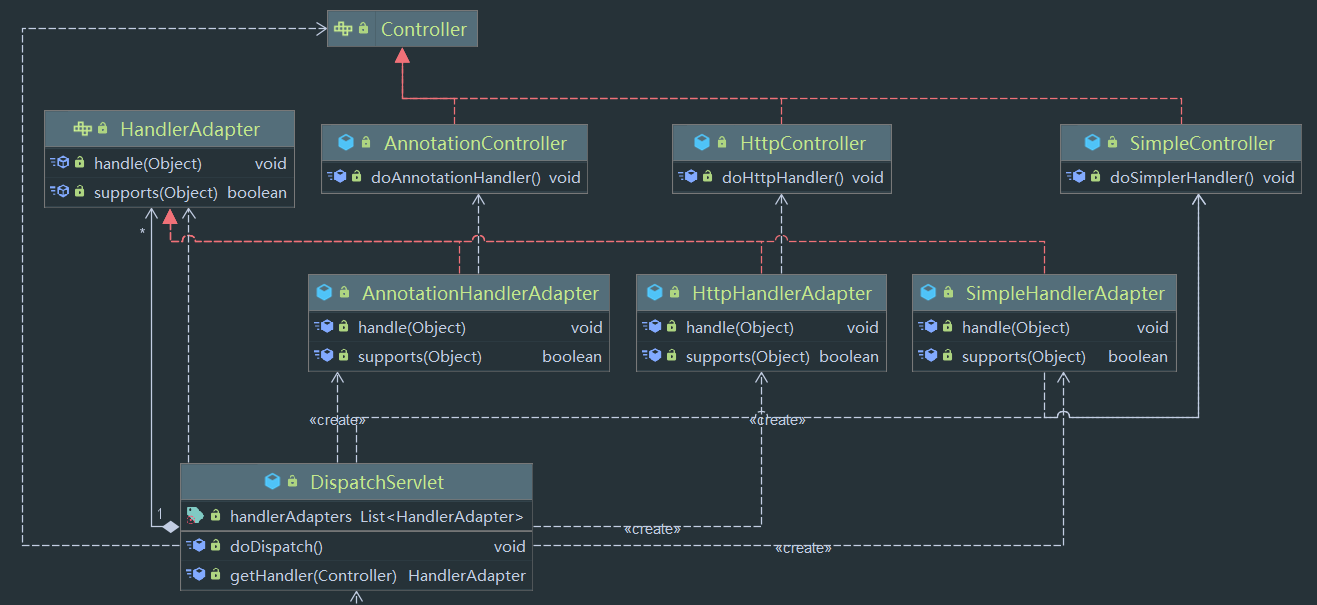 Controller
HandlerAdapter
handle(Object) void
supports(Object) boolean
AnnotationController
doAnnotationHandler() void
HttpController
doHttpHandler() void
SimpleController
doSimplerHandler() void
*
AnnotationHandlerAdapter
handle(Object) void
supports(Object) boolean
HttpHandlerAdapter
handle(Object) void
supports(Object) boolean
SimpleHandlerAdapter
handle(Object) void
supports(Object) boolean
«create»
«create»
DispatchServlet
1
handlerAdapters List<HandlerAdapter>
doDispatch() void
getHandler(Controller) HandlerAdapter
«create»
«create»